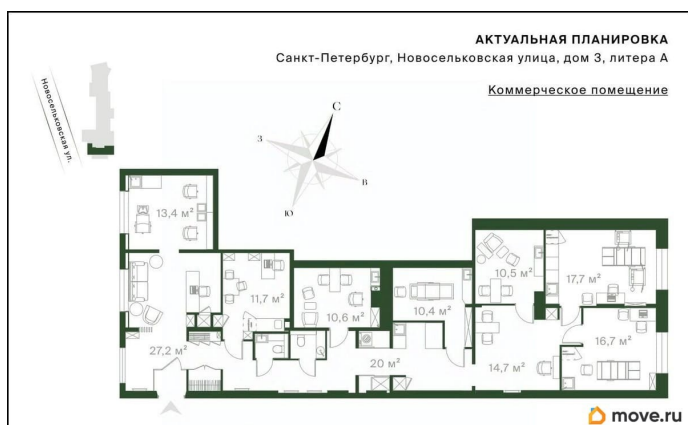 АКТУАЛЬНАЯ ПЛАНИРОВКА
Санкт-Петербург, Новосельковская улица, дом 3, литера А
Коммерческое помещение
Новосельковская ул.
С
З
В
Ю
13,4 м²
11,7 м²
10,6 м²
10,4 м²
10,5 м²
17,7 м²
27,2 м²
20 м²
14,7 м²
16,7 м²
move.ru